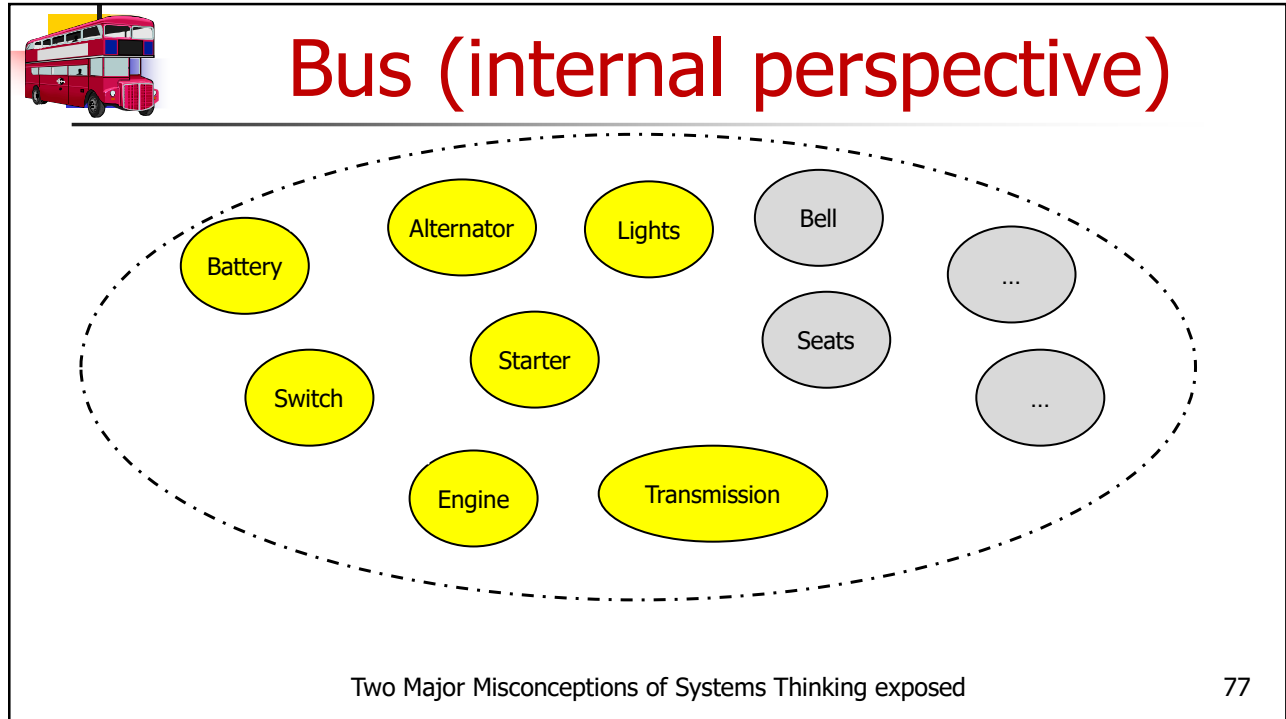 Bus (internal perspective)
Alternator
Lights
Bell
Battery
...
Starter
Seats
Switch
...
Engine
Transmission
Two Major Misconceptions of Systems Thinking exposed
77